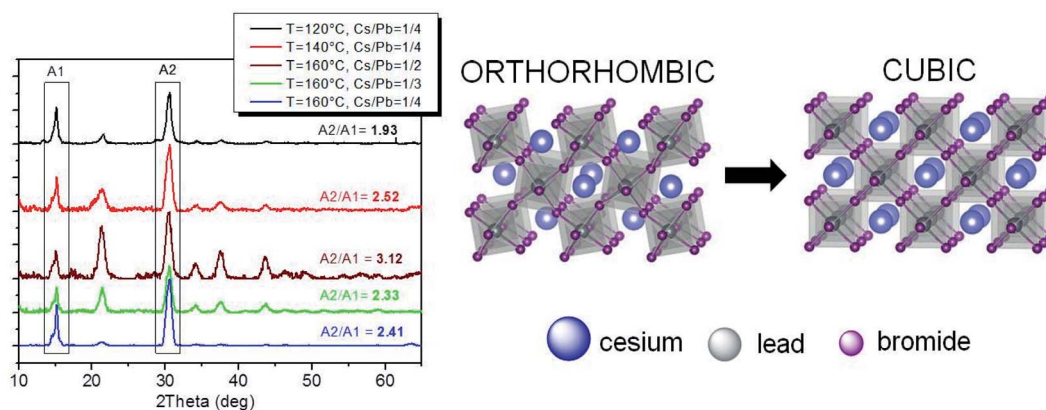 T=120°C, Cs/Pb=1/4
T=140°C, Cs/Pb=1/4
T=160°C, Cs/Pb=1/2
T=160°C, Cs/Pb=1/3
T=160°C, Cs/Pb=1/4
A1
A2
A2/A1= 1.93
A2/A1= 2.52
A2/A1= 3.12
A2/A1= 2.33
A2/A1= 2.41
10 20 30 40 50 60
2Theta (deg)
ORTHORHOMBIC
CUBIC
cesium
lead
bromide